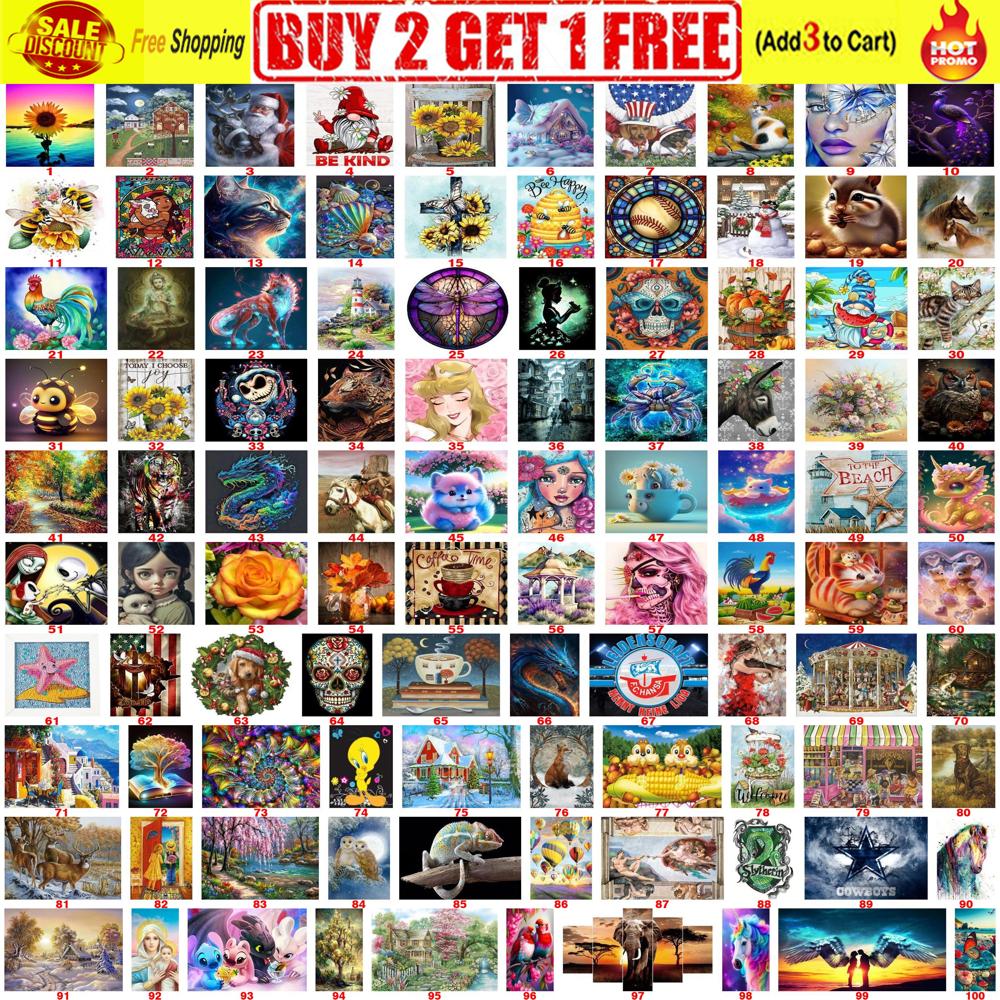 SALE
DISCOUNT
Free Shopping
BUY 2 GET 1 FREE
(Add 3 to Cart)
HOT
PROMO
BE KIND
1 2 3 4 5 6 7 8 9 10
Bee Happy
11 12 13 14 15 16 17 18 19 20
21 22 23 24 25 26 27 28 29 30
TODAY I CHOOSE
joy
31 32 33 34 35 36 37 38 39 40
TO THE
BEACH
41 42 43 44 45 46 47 48 49 50
Coffee Time
51 52 53 54 55 56 57 58 59 60
F.C. HANSA
61 62 63 64 65 66 67 68 69 70
Welcome
71 72 73 74 75 76 77 78 79 80
Slytherin
COWBOYS
81 82 83 84 85 86 87 88 89 90
91 92 93 94 95 96 97 98 99 100